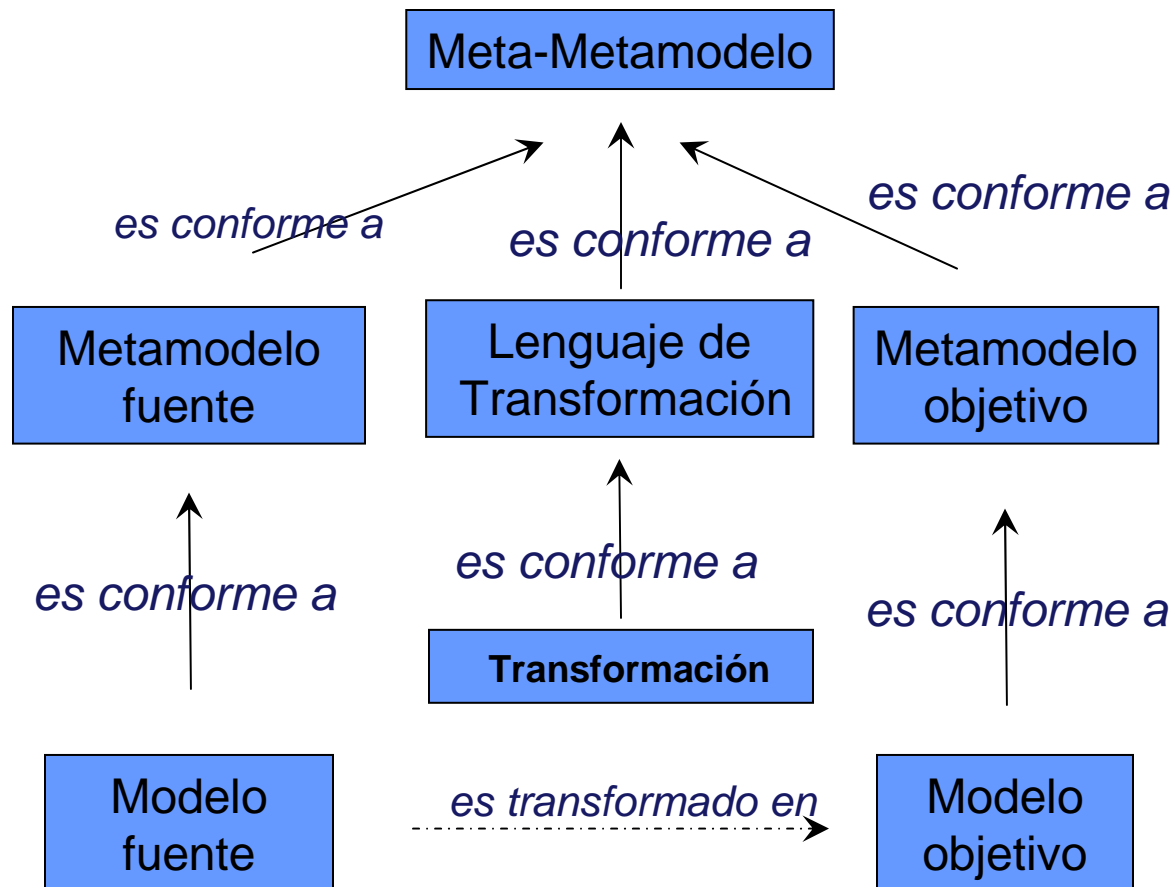 Meta-Metamodelo
es conforme a
es conforme a
es conforme a
Metamodelo
fuente
Lenguaje de
Transformación
Metamodelo
objetivo
es conforme a
es conforme a
es conforme a
Transformación
Modelo
fuente
es transformado en
Modelo
objetivo